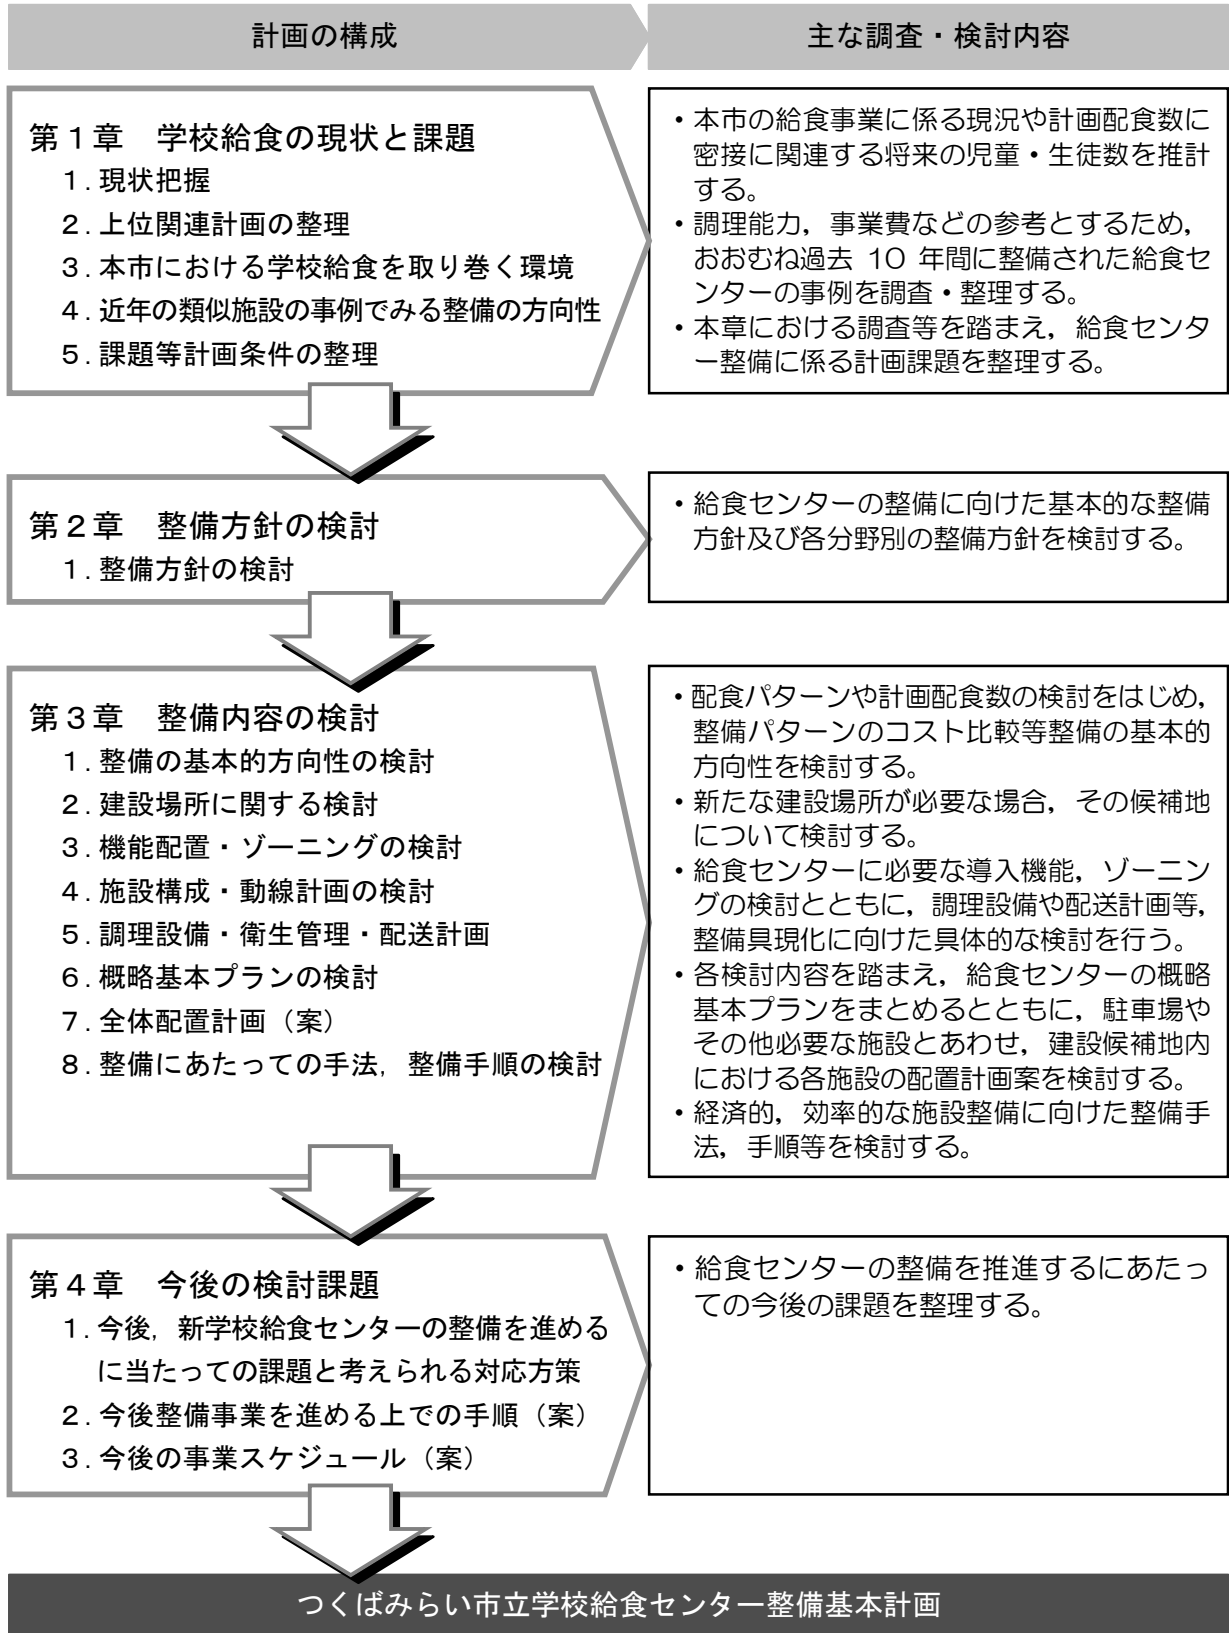 計画の構成
主な調査・検討内容
第１章　学校給食の現状と課題
１．現状把握
２．上位関連計画の整理
３．本市における学校給食を取り巻く環境
４．近年の類似施設の事例でみる整備の方向性
５．課題等計画条件の整理
・本市の給食事業に係る現況や計画配食数に
密接に関連する将来の児童・生徒数を推計
する。
・調理能力，事業費などの参考とするため，
おおむね過去 10 年間に整備された給食セ
ンターの事例を調査・整理する。
・本章における調査等を踏まえ，給食センタ
ー整備に係る計画課題を整理する。
第２章　整備方針の検討
１．整備方針の検討
・給食センターの整備に向けた基本的な整備
方針及び各分野別の整備方針を検討する。
第３章　整備内容の検討
１．整備の基本的方向性の検討
２．建設場所に関する検討
３．機能配置・ゾーニングの検討
４．施設構成・動線計画の検討
５．調理設備・衛生管理・配送計画
６．概略基本プランの検討
７．全体配置計画（案）
８．整備にあたっての手法，整備手順の検討
・配食パターンや計画配食数の検討をはじめ，
整備パターンのコスト比較等整備の基本的
方向性を検討する。
・新たな建設場所が必要な場合，その候補地
について検討する。
・給食センターに必要な導入機能，ゾーニン
グの検討とともに，調理設備や配送計画等，
整備具現化に向けた具体的な検討を行う。
・各検討内容を踏まえ，給食センターの概略
基本プランをまとめるとともに，駐車場や
その他必要な施設とあわせ，建設候補地内
における各施設の配置計画案を検討する。
・経済的，効率的な施設整備に向けた整備手
法，手順等を検討する。
第４章　今後の検討課題
１．今後，新学校給食センターの整備を進める
に当たっての課題と考えられる対応方策
２．今後整備事業を進める上での手順（案）
３．今後の事業スケジュール（案）
・給食センターの整備を推進するにあたっ
ての今後の課題を整理する。
つくばみらい市立学校給食センター整備基本計画